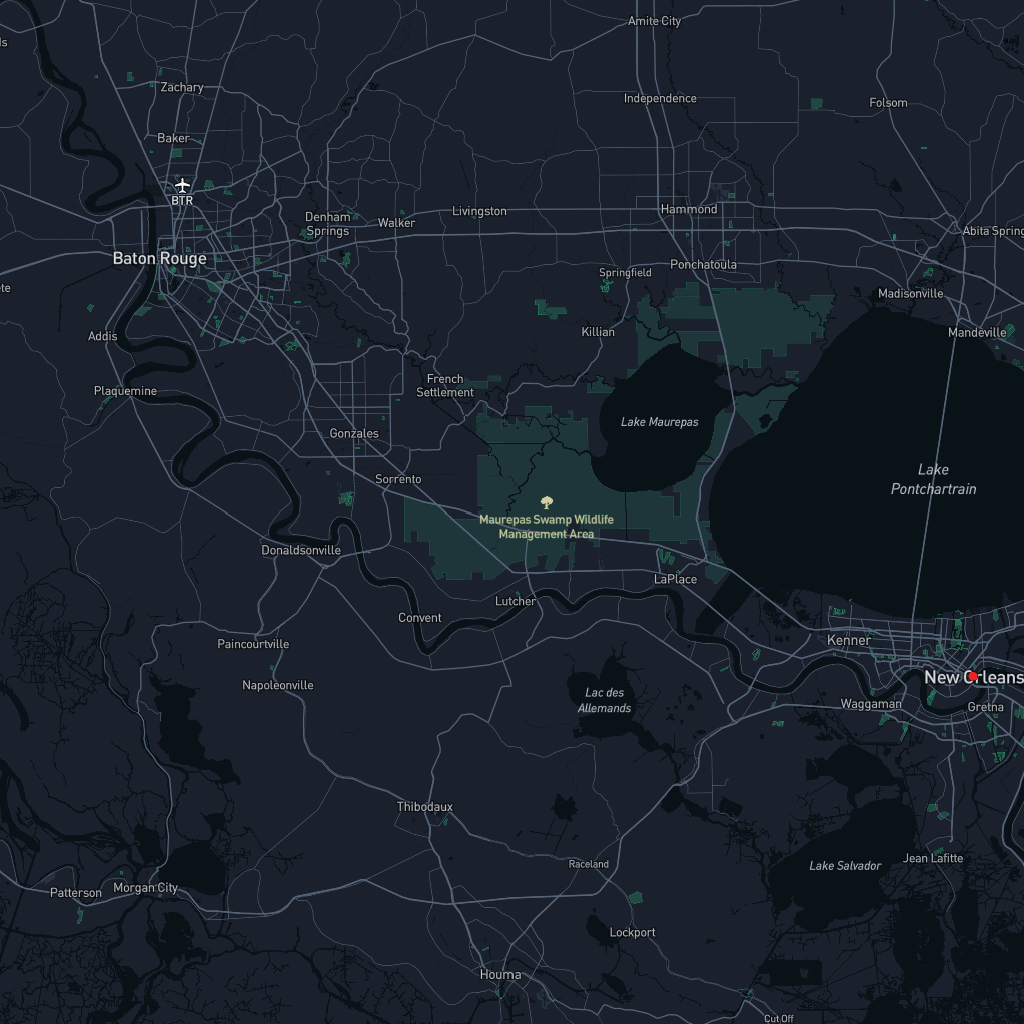 Amite City
Zachary
Independence
Folsom
Baker
BTR
Denham
Springs
Walker
Livingston
Hammond
Abita Spring
Baton Rouge
Springfield
Ponchatoula
Madisonville
Addis
Killian
Mandeville
Plaquemine
French
Settlement
Lake Maurepas
Gonzales
Sorrento
Lake
Pontchartrain
Maurepas Swamp Wildlife
Management Area
Donaldsonville
LaPlace
Lutcher
Convent
Paincourtville
Kenner
New Orleans
Napoleonville
Lac des
Allemands
Waggaman
Gretna
Thibodaux
Raceland
Lake Salvador
Jean Lafitte
Patterson
Morgan City
Lockport
Houma
Cut Off